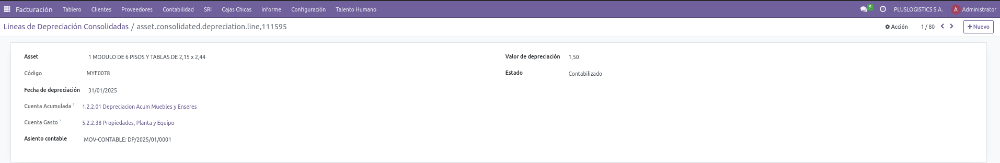 Facturación Tablero Clientes Proveedores Contabilidad SRI Cajas Chicas Informe Configuración Talento Humano 5 PLUSLOGISTICS S.A. A Administrator
Lineas de Depreciación Consolidadas / asset.consolidated.depreciation.line,111595 Acción 1 / 80 Nuevo
Asset 1 MODULO DE 6 PISOS Y TABLAS DE 2,15 x 2,44 Valor de depreciación 1,50
Código MYE0078 Estado Contabilizado
Fecha de depreciación 31/01/2025
Cuenta Acumulada ? 1.2.2.01 Depreciacion Acum Muebles y Enseres
Cuenta Gasto ? 5.2.2.38 Propiedades, Planta y Equipo
Asiento contable MOV-CONTABLE: DP/2025/01/0001